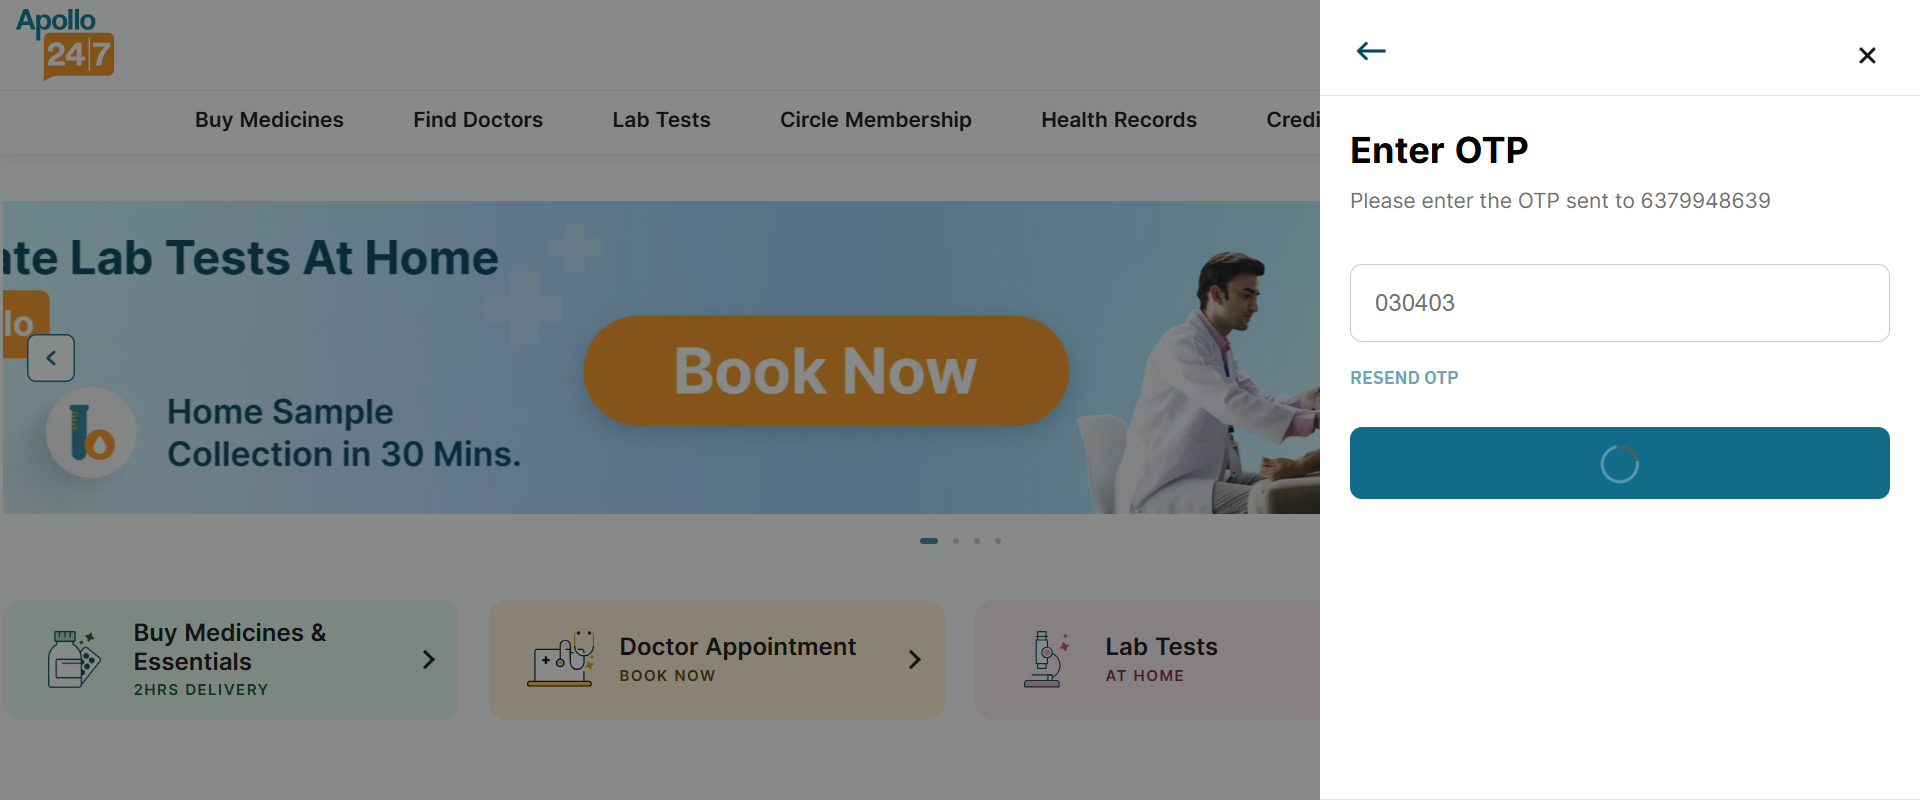 Apollo
24|7
Buy Medicines
Find Doctors
Lab Tests
Circle Membership
Health Records
Credi
ate Lab Tests At Home
lo
Book Now
Home Sample
Collection in 30 Mins.
Buy Medicines &
Essentials
2HRS DELIVERY
Doctor Appointment
BOOK NOW
Lab Tests
AT HOME
Enter OTP
Please enter the OTP sent to 6379948639
030403
RESEND OTP